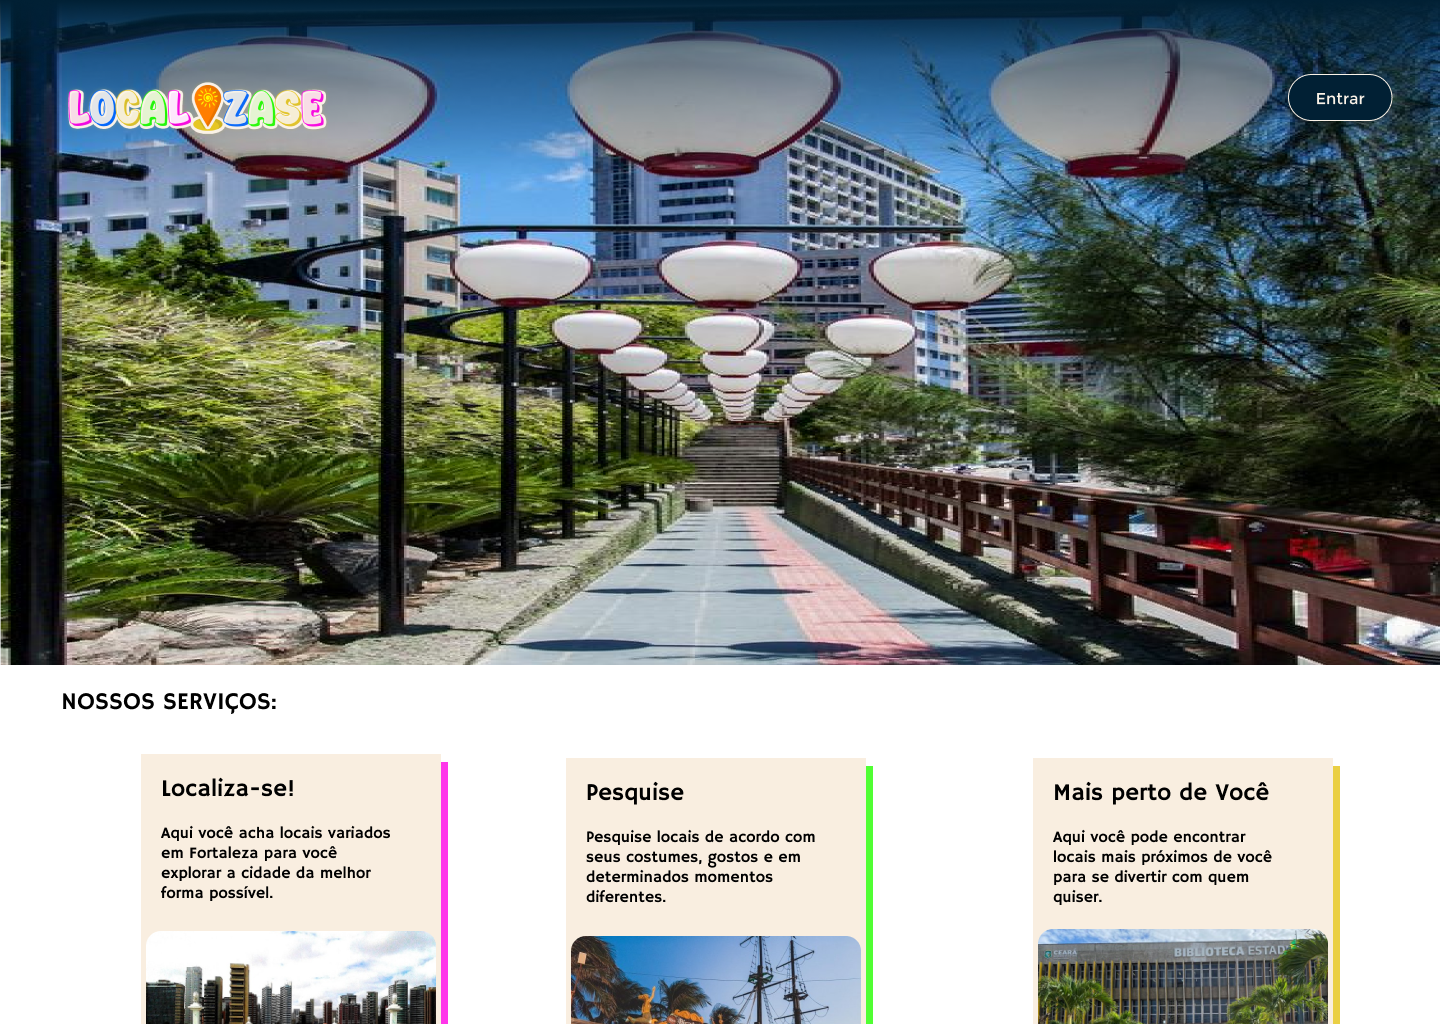 LOCALIZASE
Entrar
NOSSOS SERVIÇOS:
Localiza-se!
Aqui você acha locais variados
em Fortaleza para você
explorar a cidade da melhor
forma possível.
Pesquise
Pesquise locais de acordo com
seus costumes, gostos e em
determinados momentos
diferentes.
Mais perto de Você
Aqui você pode encontrar
locais mais próximos de você
para se divertir com quem
quiser.
CEARÁ
BIBLIOTECA ESTAD